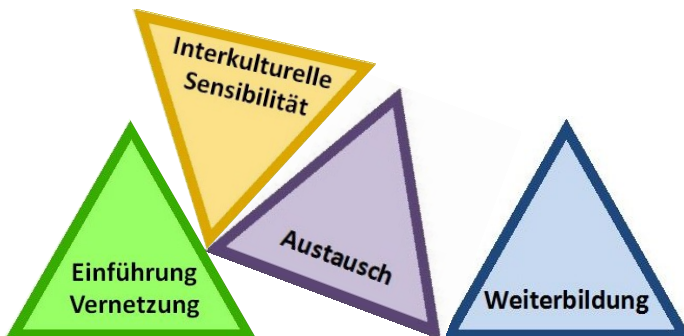 Interkulturelle
Sensibilität
Einführung
Vernetzung
Austausch
Weiterbildung